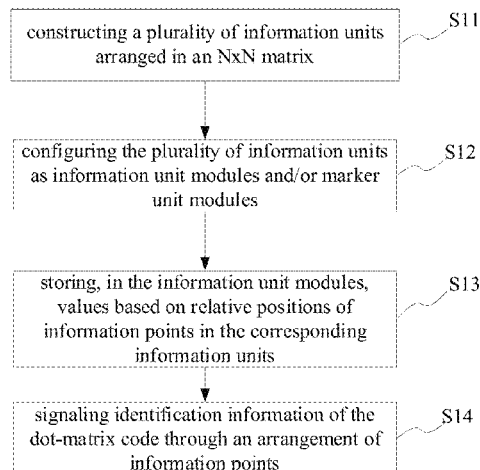 constructing a plurality of information units
arranged in an NxN matrix
S11
configuring the plurality of information units
as information unit modules and/or marker
unit modules
S12
storing, in the information unit modules,
values based on relative positions of
information points in the corresponding
information units
S13
signaling identification information of the
dot-matrix code through an arrangement of
information points
S14